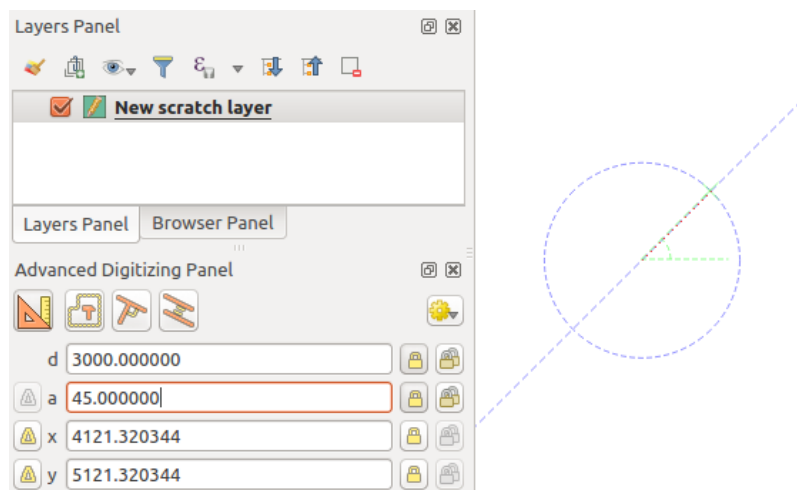 Layers Panel
New scratch layer
Layers Panel Browser Panel
Advanced Digitizing Panel
d 3000.000000
a 45.000000
x 4121.320344
y 5121.320344